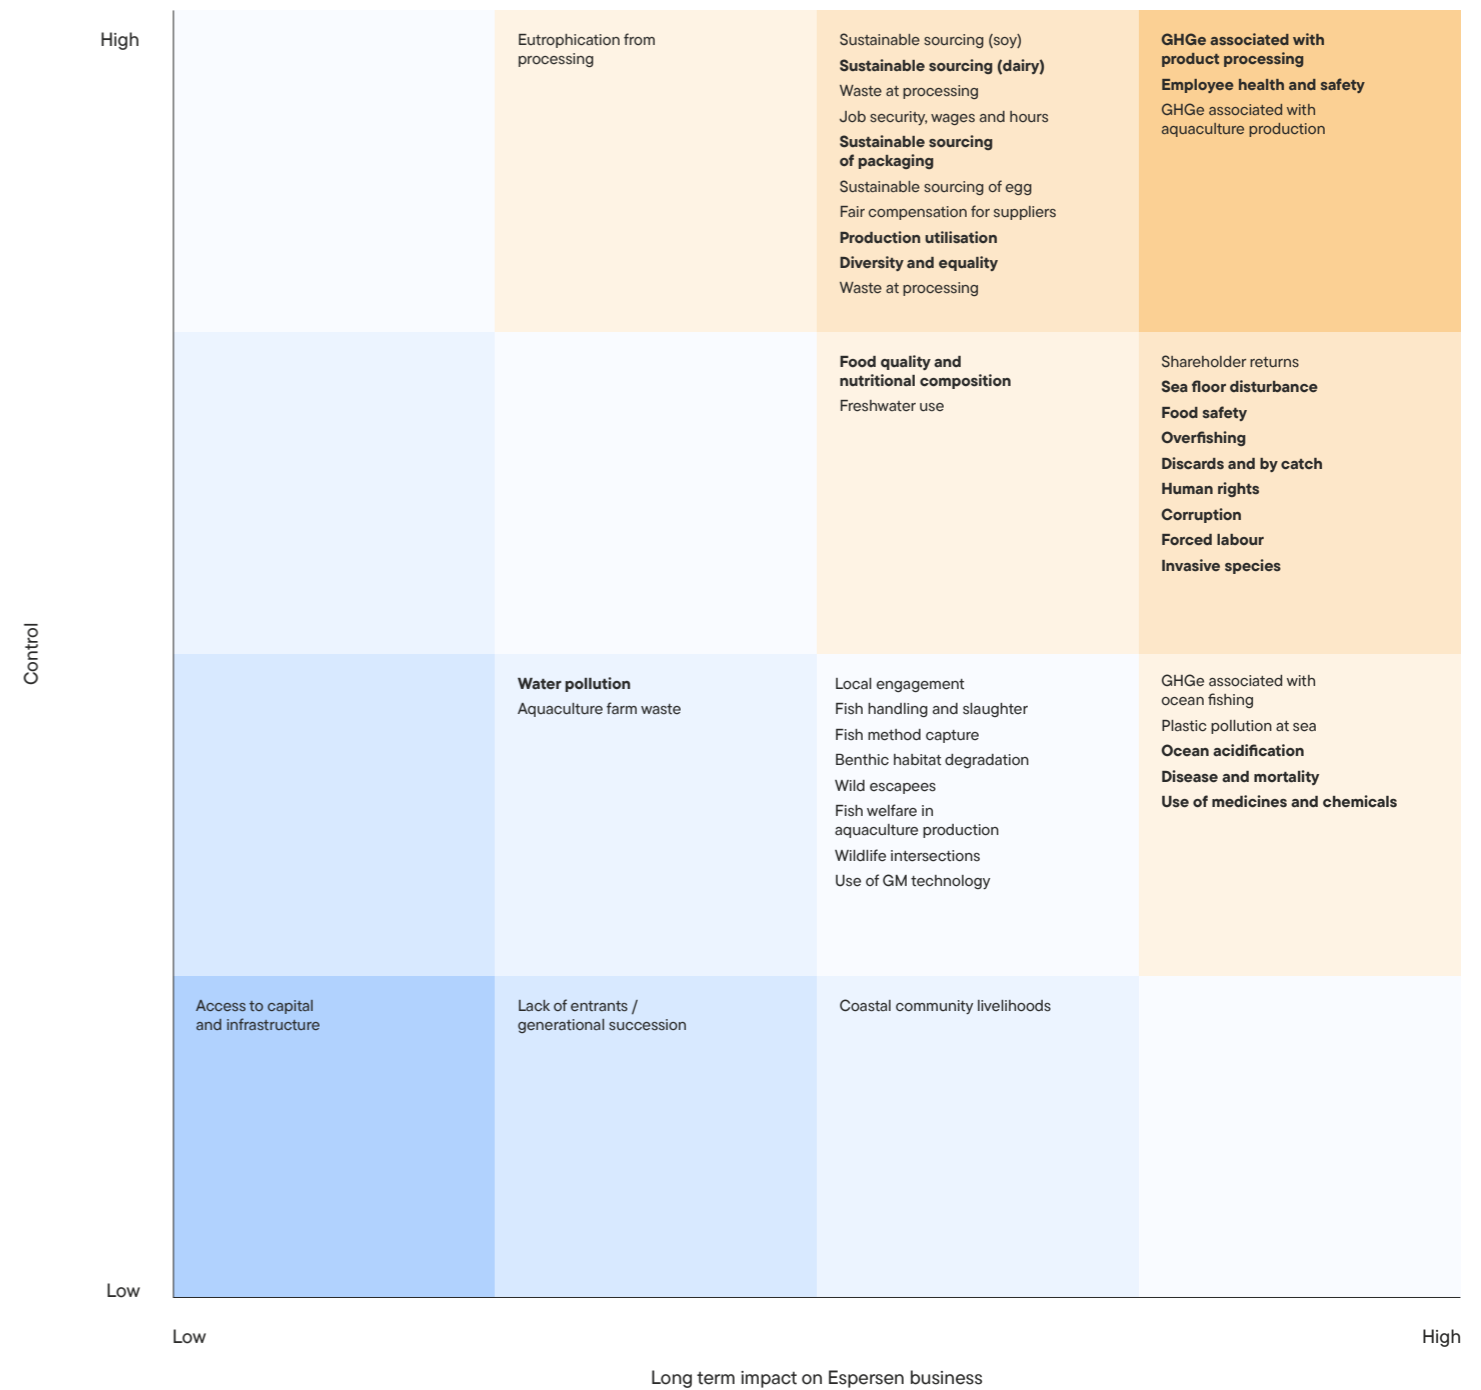 High
Eutrophication from
processing
Sustainable sourcing (soy)
Sustainable sourcing (dairy)
Waste at processing
Job security, wages and hours
Sustainable sourcing
of packaging
Sustainable sourcing of egg
Fair compensation for suppliers
Production utilisation
Diversity and equality
Waste at processing
GHGe associated with
product processing
Employee health and safety
GHGe associated with
aquaculture production
Food quality and
nutritional composition
Freshwater use
Shareholder returns
Sea floor disturbance
Food safety
Overfishing
Discards and by catch
Human rights
Corruption
Forced labour
Invasive species
Control
Water pollution
Aquaculture farm waste
Local engagement
Fish handling and slaughter
Fish method capture
Benthic habitat degradation
Wild escapees
Fish welfare in
aquaculture production
Wildlife intersections
Use of GM technology
GHGe associated with
ocean fishing
Plastic pollution at sea
Ocean acidification
Disease and mortality
Use of medicines and chemicals
Access to capital
and infrastructure
Lack of entrants /
generational succession
Coastal community livelihoods
Low
Low
High
Long term impact on Espersen business